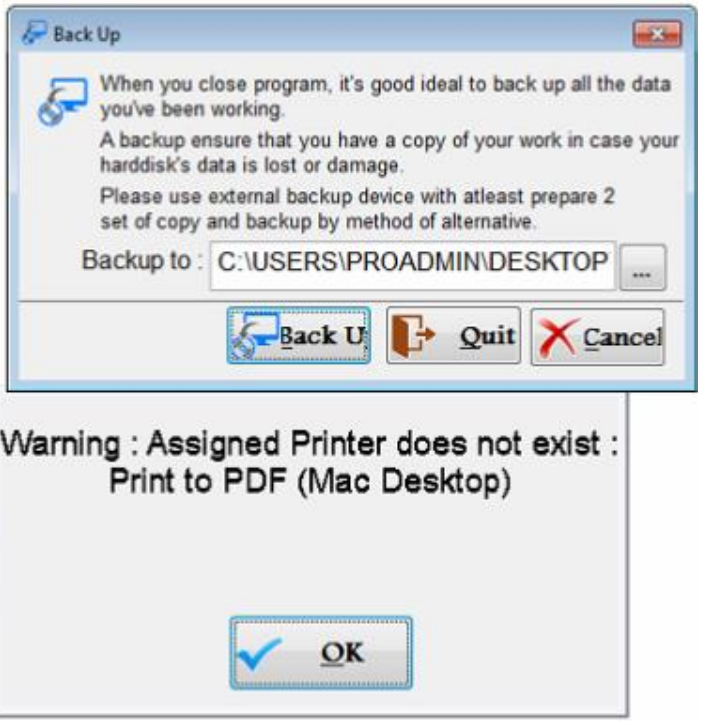 Back Up
When you close program, it's good ideal to back up all the data
you've been working.
A backup ensure that you have a copy of your work in case your
harddisk's data is lost or damage.
Please use external backup device with atleast prepare 2
set of copy and backup by method of alternative.
Backup to : C:\USERS\PROADMIN\DESKTOP ...
Back U Quit Cancel
Warning : Assigned Printer does not exist :
Print to PDF (Mac Desktop)
OK